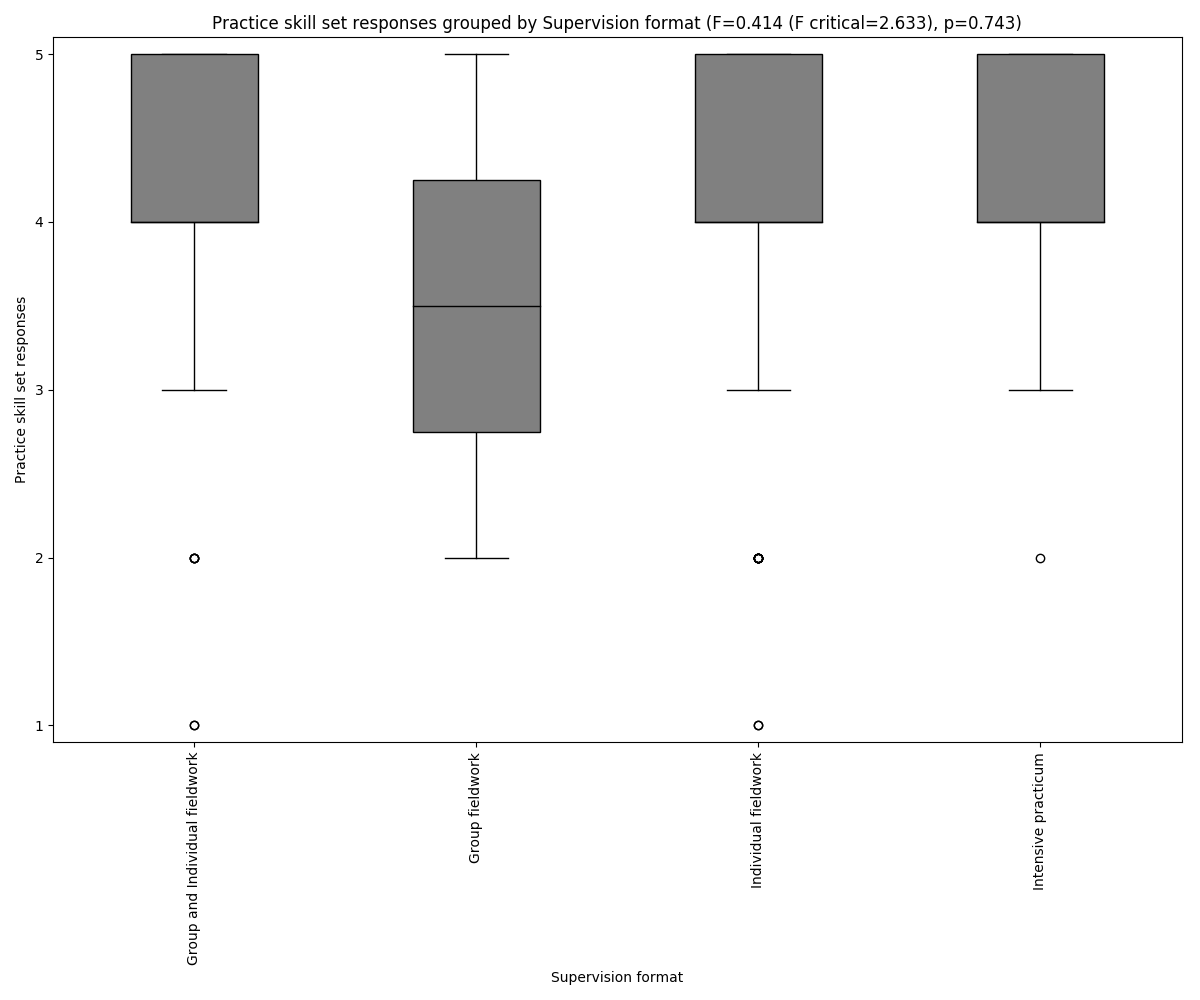 Practice skill set responses grouped by Supervision format (F=0.414 (F critical=2.633), p=0.743)
Practice skill set responses
5
4
3
2
1
Group and Individual fieldwork
Group fieldwork
Individual fieldwork
Intensive practicum
Supervision format